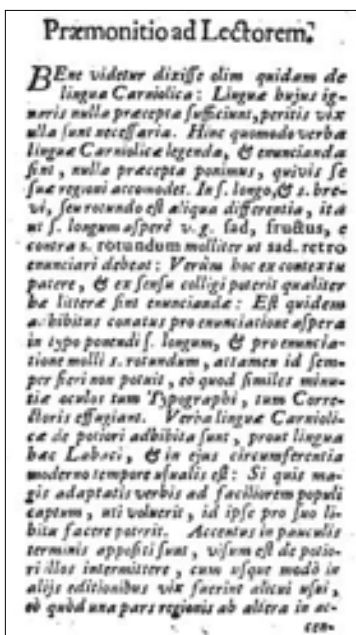 Præmonitio ad Lectorem.
BEne videtur dixiſſe olim quidam de
lingua Carniolica: Linguæ hujus ig-
naris nulla præcepta ſufficiunt, peritis vix
ulla ſunt neceſſaria. Hinc quomodo verba
linguæ Carniolicæ legenda, & enuncianda
ſint, nulla præcepta ponimus, quivis ſe
ſuæ regioni accomodet. In ſ. longo, & s. bre-
vi, ſeu rotundo eſt aliqua differentia, ita
ut ſ. longum aſperè v. g. ſad, fructus, e
contra s. rotundum molliter ut sad. retro
enunciari debeat: Verùm hoc ex contextu
patere, & ex ſenſu colligi poterit qualiter
hæ litteræ ſint enunciandæ: Eſt quidem
adhibitus conatus pro enunciatione aſpera
in typo ponendi ſ. longum, & pro enuncia-
tione molli s. rotundum, attamen id ſem-
per fieri non potuit, eò quod ſimiles minu-
tiæ oculos tum Typographi, tum Corre-
ctoris effugiant. Verba linguæ Carnioli-
cæ de potiori adhibita ſunt, prout lingua
hæc Labaci, & in ejus circumferentia
moderno tempore uſualis eſt: Si quis ma-
gis adaptatis verbis ad faciliorem populi
captum, uti voluerit, id ipſe pro ſuo li-
bitu facere poterit. Accentus in pauculis
terminis appoſiti ſunt, viſum eſt de potio-
ri illos intermittere, cum uſque modò in
alijs editionibus vix fuerint alicui uſui,
eò quòd una pars regionis ab altera in ac-
cen-